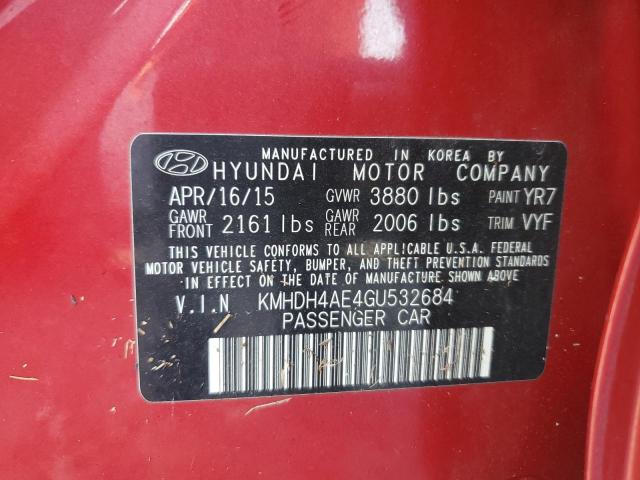 MANUFACTURED IN KOREA BY
HYUNDAI MOTOR COMPANY
APR/16/15 GVWR 3880 lbs PAINT YR7
GAWR FRONT 2161 lbs GAWR REAR 2006 lbs TRIM VYF
THIS VEHICLE CONFORMS TO ALL APPLICABLE U.S.A. FEDERAL
MOTOR VEHICLE SAFETY, BUMPER, AND THEFT PREVENTION STANDARDS
IN EFFECT ON THE DATE OF MANUFACTURE SHOWN ABOVE
V.I.N KMHDH4AE4GU532684
PASSENGER CAR